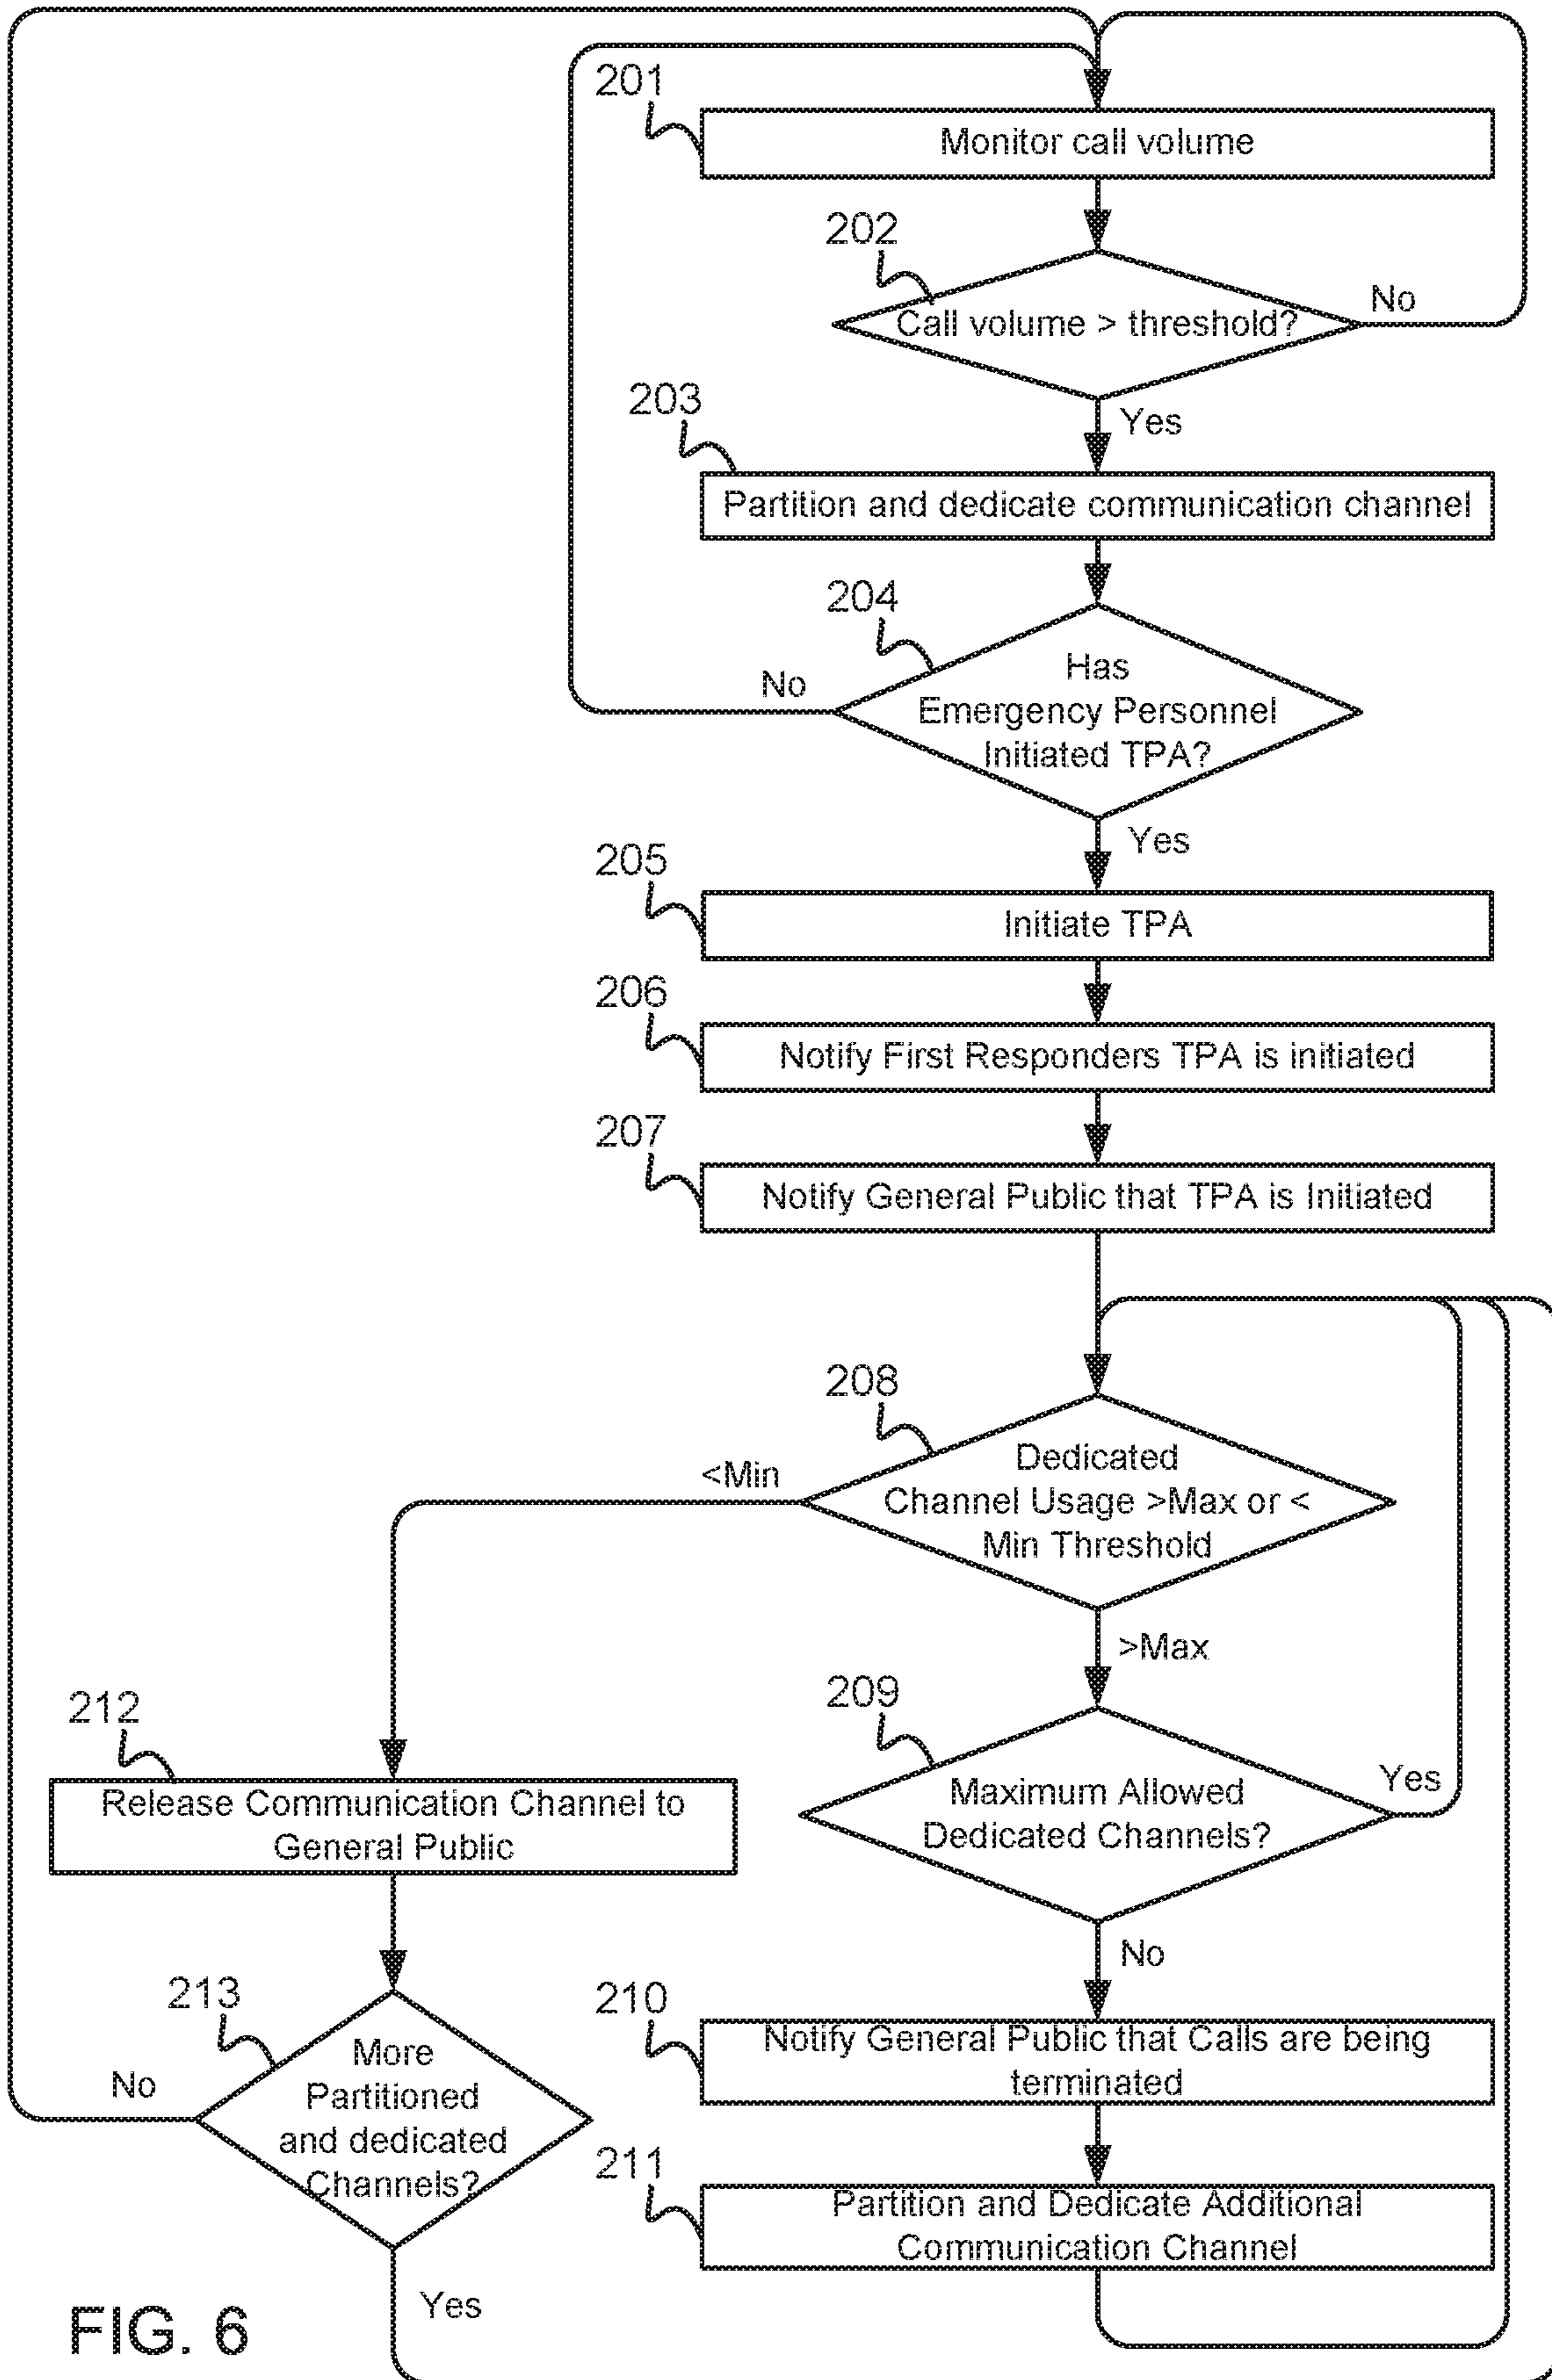 201
Monitor call volume
202
Call volume > threshold?
No
Yes
203
Partition and dedicate communication channel
204
Has
Emergency Personnel
Initiated TPA?
No
Yes
205
Initiate TPA
206
Notify First Responders TPA is initiated
207
Notify General Public that TPA is Initiated
208
Dedicated
Channel Usage >Max or <
Min Threshold
<Min
>Max
209
Maximum Allowed
Dedicated Channels?
Yes
No
212
Release Communication Channel to
General Public
213
More
Partitioned
and dedicated
Channels?
No
Yes
210
Notify General Public that Calls are being
terminated
211
Partition and Dedicate Additional
Communication Channel
FIG. 6